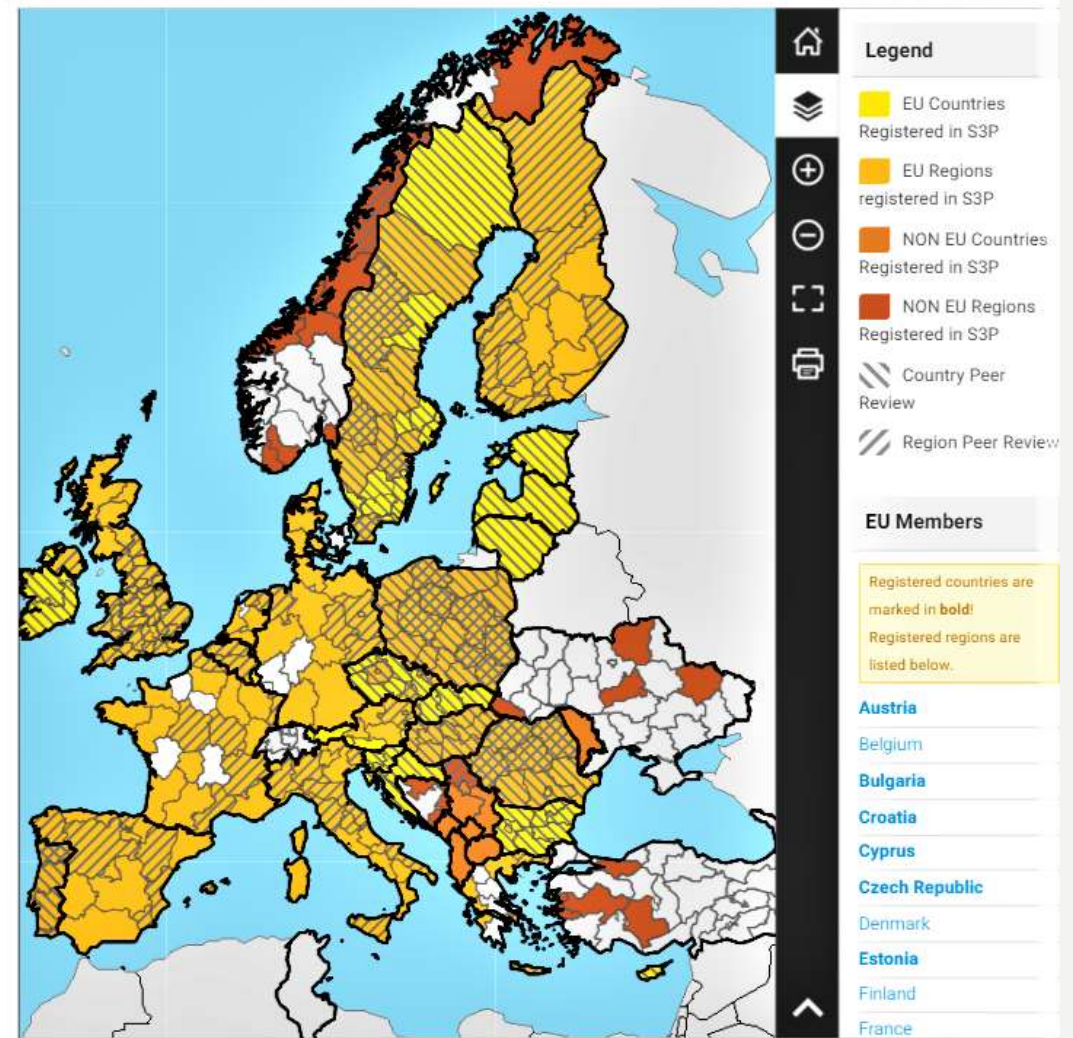 Legend
EU Countries
Registered in S3P
EU Regions
registered in S3P
NON EU Countries
Registered in S3P
NON EU Regions
Registered in S3P
Country Peer
Review
Region Peer Review
EU Members
Registered countries are
marked in bold!
Registered regions are
listed below.
Austria
Belgium
Bulgaria
Croatia
Cyprus
Czech Republic
Denmark
Estonia
Finland
France